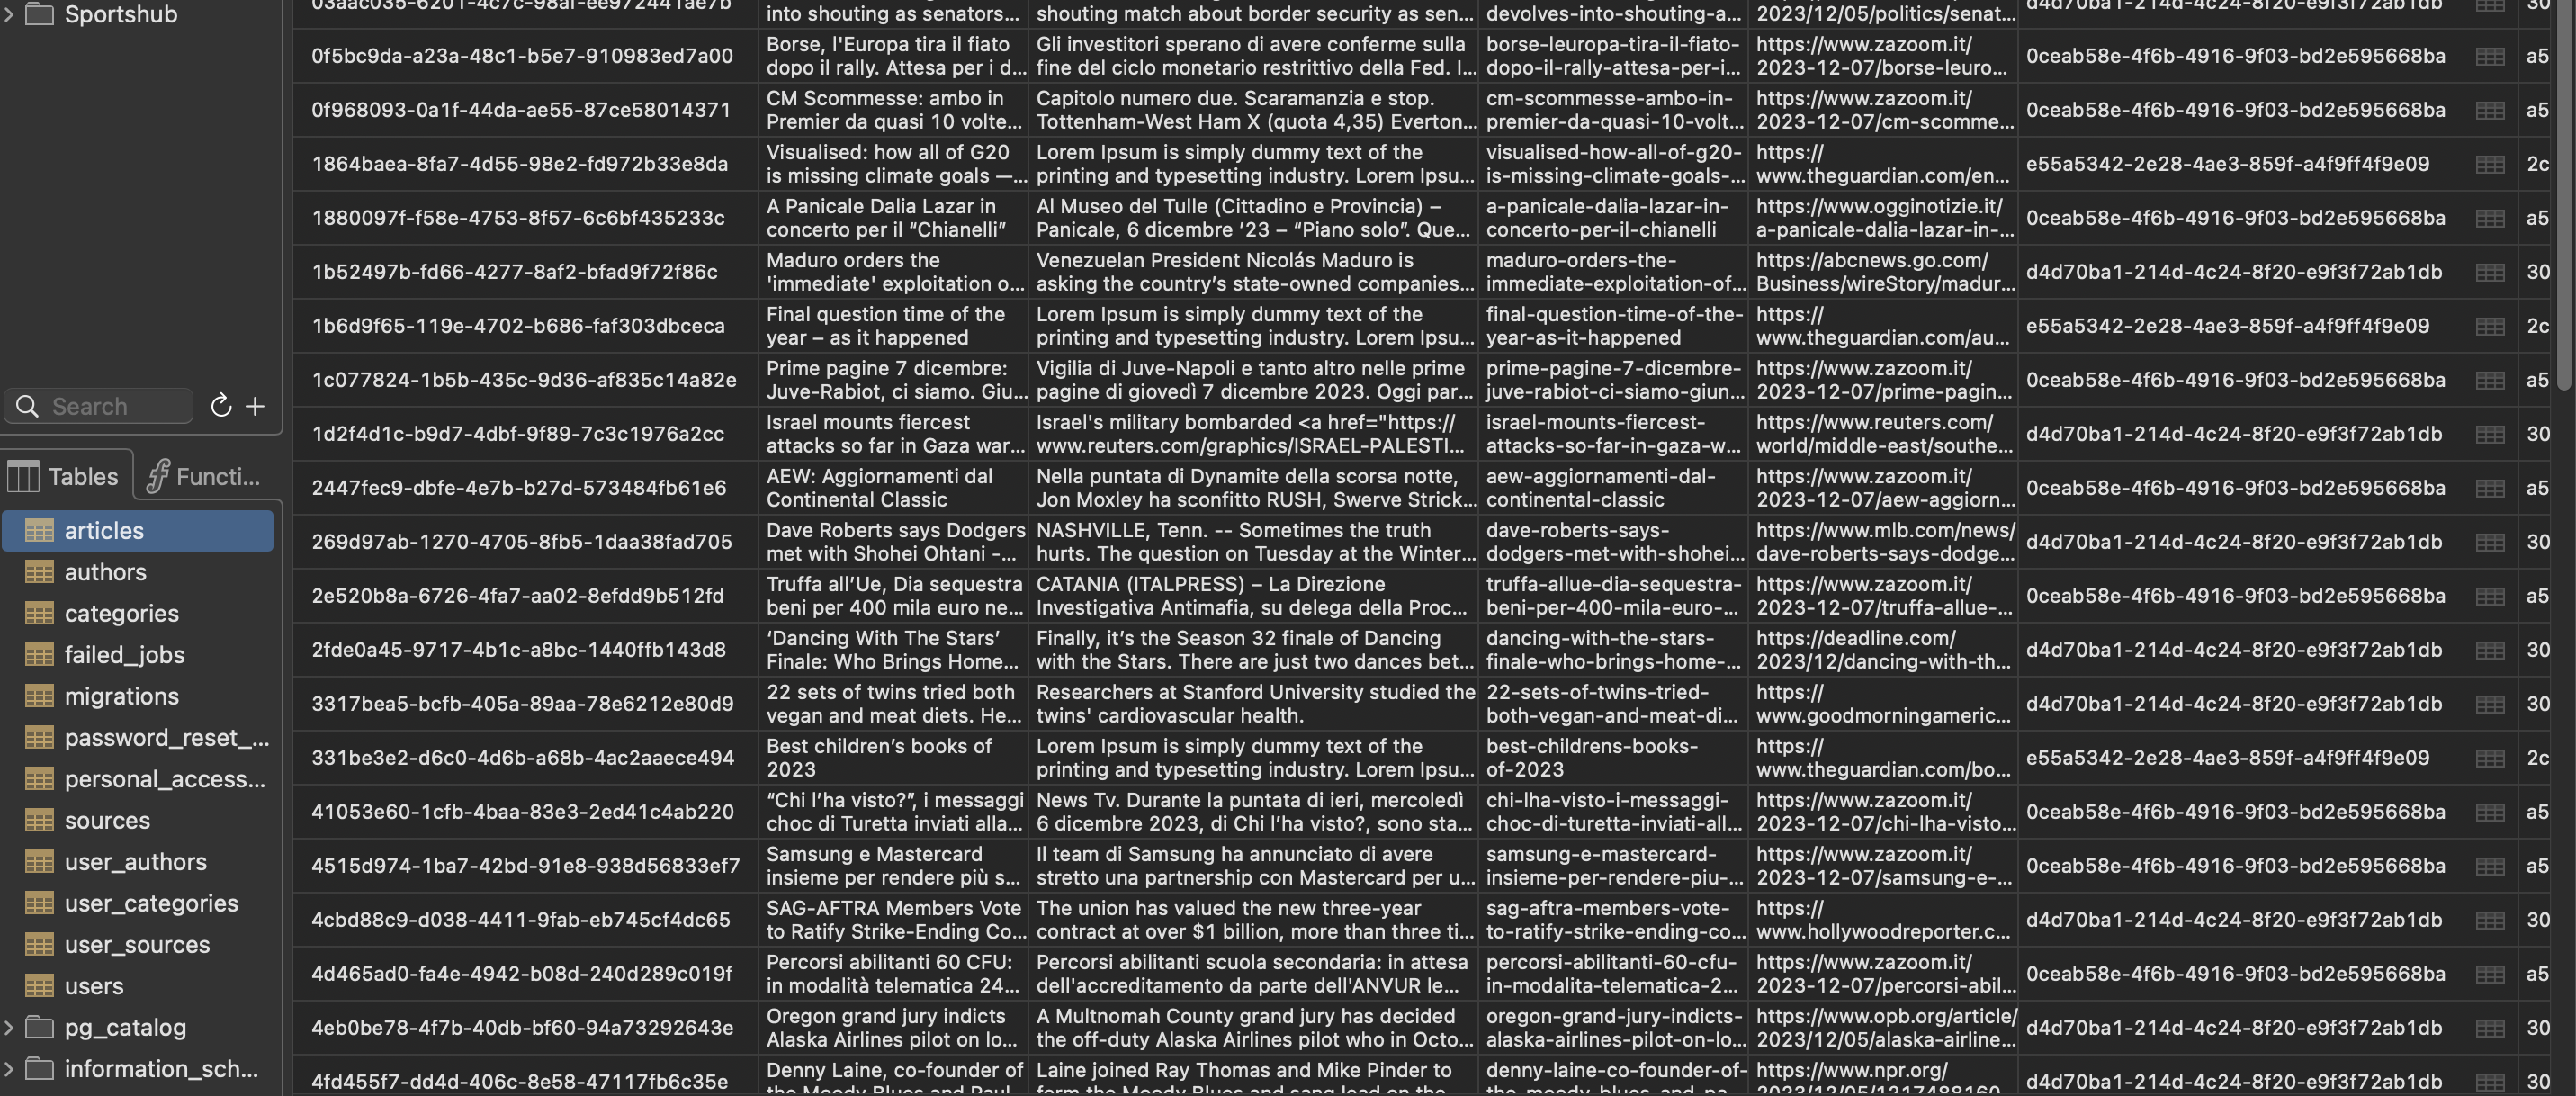 Sportshub
Search
Tables
Functi...
articles
authors
categories
failed_jobs
migrations
password_reset_...
personal_access...
sources
user_authors
user_categories
user_sources
users
pg_catalog
information_sch...
03aac035-6201-4c7c-98af-ee972441ae7b
into shouting as senators...
shouting match about border security as sen...
devolves-into-shouting-a...
2023/12/05/politics/senat...
d4d70ba1-214d-4c24-8f20-e9f3f72ab1db
30
0f5bc9da-a23a-48c1-b5e7-910983ed7a00
Borse, l'Europa tira il fiato
dopo il rally. Attesa per i d...
Gli investitori sperano di avere conferme sulla
fine del ciclo monetario restrittivo della Fed. I...
borse-leuropa-tira-il-fiato-
dopo-il-rally-attesa-per-i...
https://www.zazoom.it/
2023-12-07/borse-leuro...
0ceab58e-4f6b-4916-9f03-bd2e595668ba
a5
0f968093-0a1f-44da-ae55-87ce58014371
CM Scommesse: ambo in
Premier da quasi 10 volte...
Capitolo numero due. Scaramanzia e stop.
Tottenham-West Ham X (quota 4,35) Everton...
cm-scommesse-ambo-in-
premier-da-quasi-10-volt...
https://www.zazoom.it/
2023-12-07/cm-scomme...
0ceab58e-4f6b-4916-9f03-bd2e595668ba
a5
1864baea-8fa7-4d55-98e2-fd972b33e8da
Visualised: how all of G20
is missing climate goals —...
Lorem Ipsum is simply dummy text of the
printing and typesetting industry. Lorem Ipsu...
visualised-how-all-of-g20-
is-missing-climate-goals-...
https://
www.theguardian.com/en...
e55a5342-2e28-4ae3-859f-a4f9ff4f9e09
2c
1880097f-f58e-4753-8f57-6c6bf435233c
A Panicale Dalia Lazar in
concerto per il “Chianelli”
Al Museo del Tulle (Cittadino e Provincia) –
Panicale, 6 dicembre ’23 – “Piano solo”. Que...
a-panicale-dalia-lazar-in-
concerto-per-il-chianelli
https://www.ogginotizie.it/
a-panicale-dalia-lazar-in-...
0ceab58e-4f6b-4916-9f03-bd2e595668ba
a5
1b52497b-fd66-4277-8af2-bfad9f72f86c
Maduro orders the
'immediate' exploitation o...
Venezuelan President Nicolás Maduro is
asking the country’s state-owned companies...
maduro-orders-the-
immediate-exploitation-of...
https://abcnews.go.com/
Business/wireStory/madur...
d4d70ba1-214d-4c24-8f20-e9f3f72ab1db
30
1b6d9f65-119e-4702-b686-faf303dbceca
Final question time of the
year – as it happened
Lorem Ipsum is simply dummy text of the
printing and typesetting industry. Lorem Ipsu...
final-question-time-of-the-
year-as-it-happened
https://
www.theguardian.com/au...
e55a5342-2e28-4ae3-859f-a4f9ff4f9e09
2c
1c077824-1b5b-435c-9d36-af835c14a82e
Prime pagine 7 dicembre:
Juve-Rabiot, ci siamo. Giu...
Vigilia di Juve-Napoli e tanto altro nelle prime
pagine di giovedì 7 dicembre 2023. Oggi par...
prime-pagine-7-dicembre-
juve-rabiot-ci-siamo-giun...
https://www.zazoom.it/
2023-12-07/prime-pagin...
0ceab58e-4f6b-4916-9f03-bd2e595668ba
a5
1d2f4d1c-b9d7-4dbf-9f89-7c3c1976a2cc
Israel mounts fiercest
attacks so far in Gaza war...
Israel's military bombarded <a href="https://
www.reuters.com/graphics/ISRAEL-PALESTI...
israel-mounts-fiercest-
attacks-so-far-in-gaza-w...
https://www.reuters.com/
world/middle-east/southe...
d4d70ba1-214d-4c24-8f20-e9f3f72ab1db
30
2447fec9-dbfe-4e7b-b27d-573484fb61e6
AEW: Aggiornamenti dal
Continental Classic
Nella puntata di Dynamite della scorsa notte,
Jon Moxley ha sconfitto RUSH, Swerve Strick...
aew-aggiornamenti-dal-
continental-classic
https://www.zazoom.it/
2023-12-07/aew-aggiorn...
0ceab58e-4f6b-4916-9f03-bd2e595668ba
a5
269d97ab-1270-4705-8fb5-1daa38fad705
Dave Roberts says Dodgers
met with Shohei Ohtani -...
NASHVILLE, Tenn. -- Sometimes the truth
hurts. The question on Tuesday at the Winter...
dave-roberts-says-
dodgers-met-with-shohei...
https://www.mlb.com/news/
dave-roberts-says-dodge...
d4d70ba1-214d-4c24-8f20-e9f3f72ab1db
30
2e520b8a-6726-4fa7-aa02-8efdd9b512fd
Truffa all’Ue, Dia sequestra
beni per 400 mila euro ne...
CATANIA (ITALPRESS) – La Direzione
Investigativa Antimafia, su delega della Proc...
truffa-allue-dia-sequestra-
beni-per-400-mila-euro-...
https://www.zazoom.it/
2023-12-07/truffa-allue-...
0ceab58e-4f6b-4916-9f03-bd2e595668ba
a5
2fde0a45-9717-4b1c-a8bc-1440ffb143d8
‘Dancing With The Stars’
Finale: Who Brings Home...
Finally, it’s the Season 32 finale of Dancing
with the Stars. There are just two dances bet...
dancing-with-the-stars-
finale-who-brings-home-...
https://deadline.com/
2023/12/dancing-with-th...
d4d70ba1-214d-4c24-8f20-e9f3f72ab1db
30
3317bea5-bcfb-405a-89aa-78e6212e80d9
22 sets of twins tried both
vegan and meat diets. He...
Researchers at Stanford University studied the
twins' cardiovascular health.
22-sets-of-twins-tried-
both-vegan-and-meat-di...
https://
www.goodmorningameric...
d4d70ba1-214d-4c24-8f20-e9f3f72ab1db
30
331be3e2-d6c0-4d6b-a68b-4ac2aaece494
Best children’s books of
2023
Lorem Ipsum is simply dummy text of the
printing and typesetting industry. Lorem Ipsu...
best-childrens-books-
of-2023
https://
www.theguardian.com/bo...
e55a5342-2e28-4ae3-859f-a4f9ff4f9e09
2c
41053e60-1cfb-4baa-83e3-2ed41c4ab220
“Chi l’ha visto?”, i messaggi
choc di Turetta inviati alla...
News Tv. Durante la puntata di ieri, mercoledì
6 dicembre 2023, di Chi l’ha visto?, sono sta...
chi-lha-visto-i-messaggi-
choc-di-turetta-inviati-all...
https://www.zazoom.it/
2023-12-07/chi-lha-visto...
0ceab58e-4f6b-4916-9f03-bd2e595668ba
a5
4515d974-1ba7-42bd-91e8-938d56833ef7
Samsung e Mastercard
insieme per rendere più s...
Il team di Samsung ha annunciato di avere
stretto una partnership con Mastercard per u...
samsung-e-mastercard-
insieme-per-rendere-piu-...
https://www.zazoom.it/
2023-12-07/samsung-e-...
0ceab58e-4f6b-4916-9f03-bd2e595668ba
a5
4cbd88c9-d038-4411-9fab-eb745cf4dc65
SAG-AFTRA Members Vote
to Ratify Strike-Ending Co...
The union has valued the new three-year
contract at over $1 billion, more than three ti...
sag-aftra-members-vote-
to-ratify-strike-ending-co...
https://
www.hollywoodreporter.c...
d4d70ba1-214d-4c24-8f20-e9f3f72ab1db
30
4d465ad0-fa4e-4942-b08d-240d289c019f
Percorsi abilitanti 60 CFU:
in modalità telematica 24...
Percorsi abilitanti scuola secondaria: in attesa
dell'accreditamento da parte dell'ANVUR le...
percorsi-abilitanti-60-cfu-
in-modalita-telematica-2...
https://www.zazoom.it/
2023-12-07/percorsi-abil...
0ceab58e-4f6b-4916-9f03-bd2e595668ba
a5
4eb0be78-4f7b-40db-bf60-94a73292643e
Oregon grand jury indicts
Alaska Airlines pilot on lo...
A Multnomah County grand jury has decided
the off-duty Alaska Airlines pilot who in Octo...
oregon-grand-jury-indicts-
alaska-airlines-pilot-on-lo...
https://www.opb.org/article/
2023/12/05/alaska-airline...
d4d70ba1-214d-4c24-8f20-e9f3f72ab1db
30
4fd455f7-dd4d-406c-8e58-47117fb6c35e
Denny Laine, co-founder of
the Moody Blues and Paul
Laine joined Ray Thomas and Mike Pinder to
form the Moody Blues and sang lead on the
denny-laine-co-founder-of-
the-moody-blues-and-pa
https://www.npr.org/
2023/12/05/1217488160
d4d70ba1-214d-4c24-8f20-e9f3f72ab1db
30